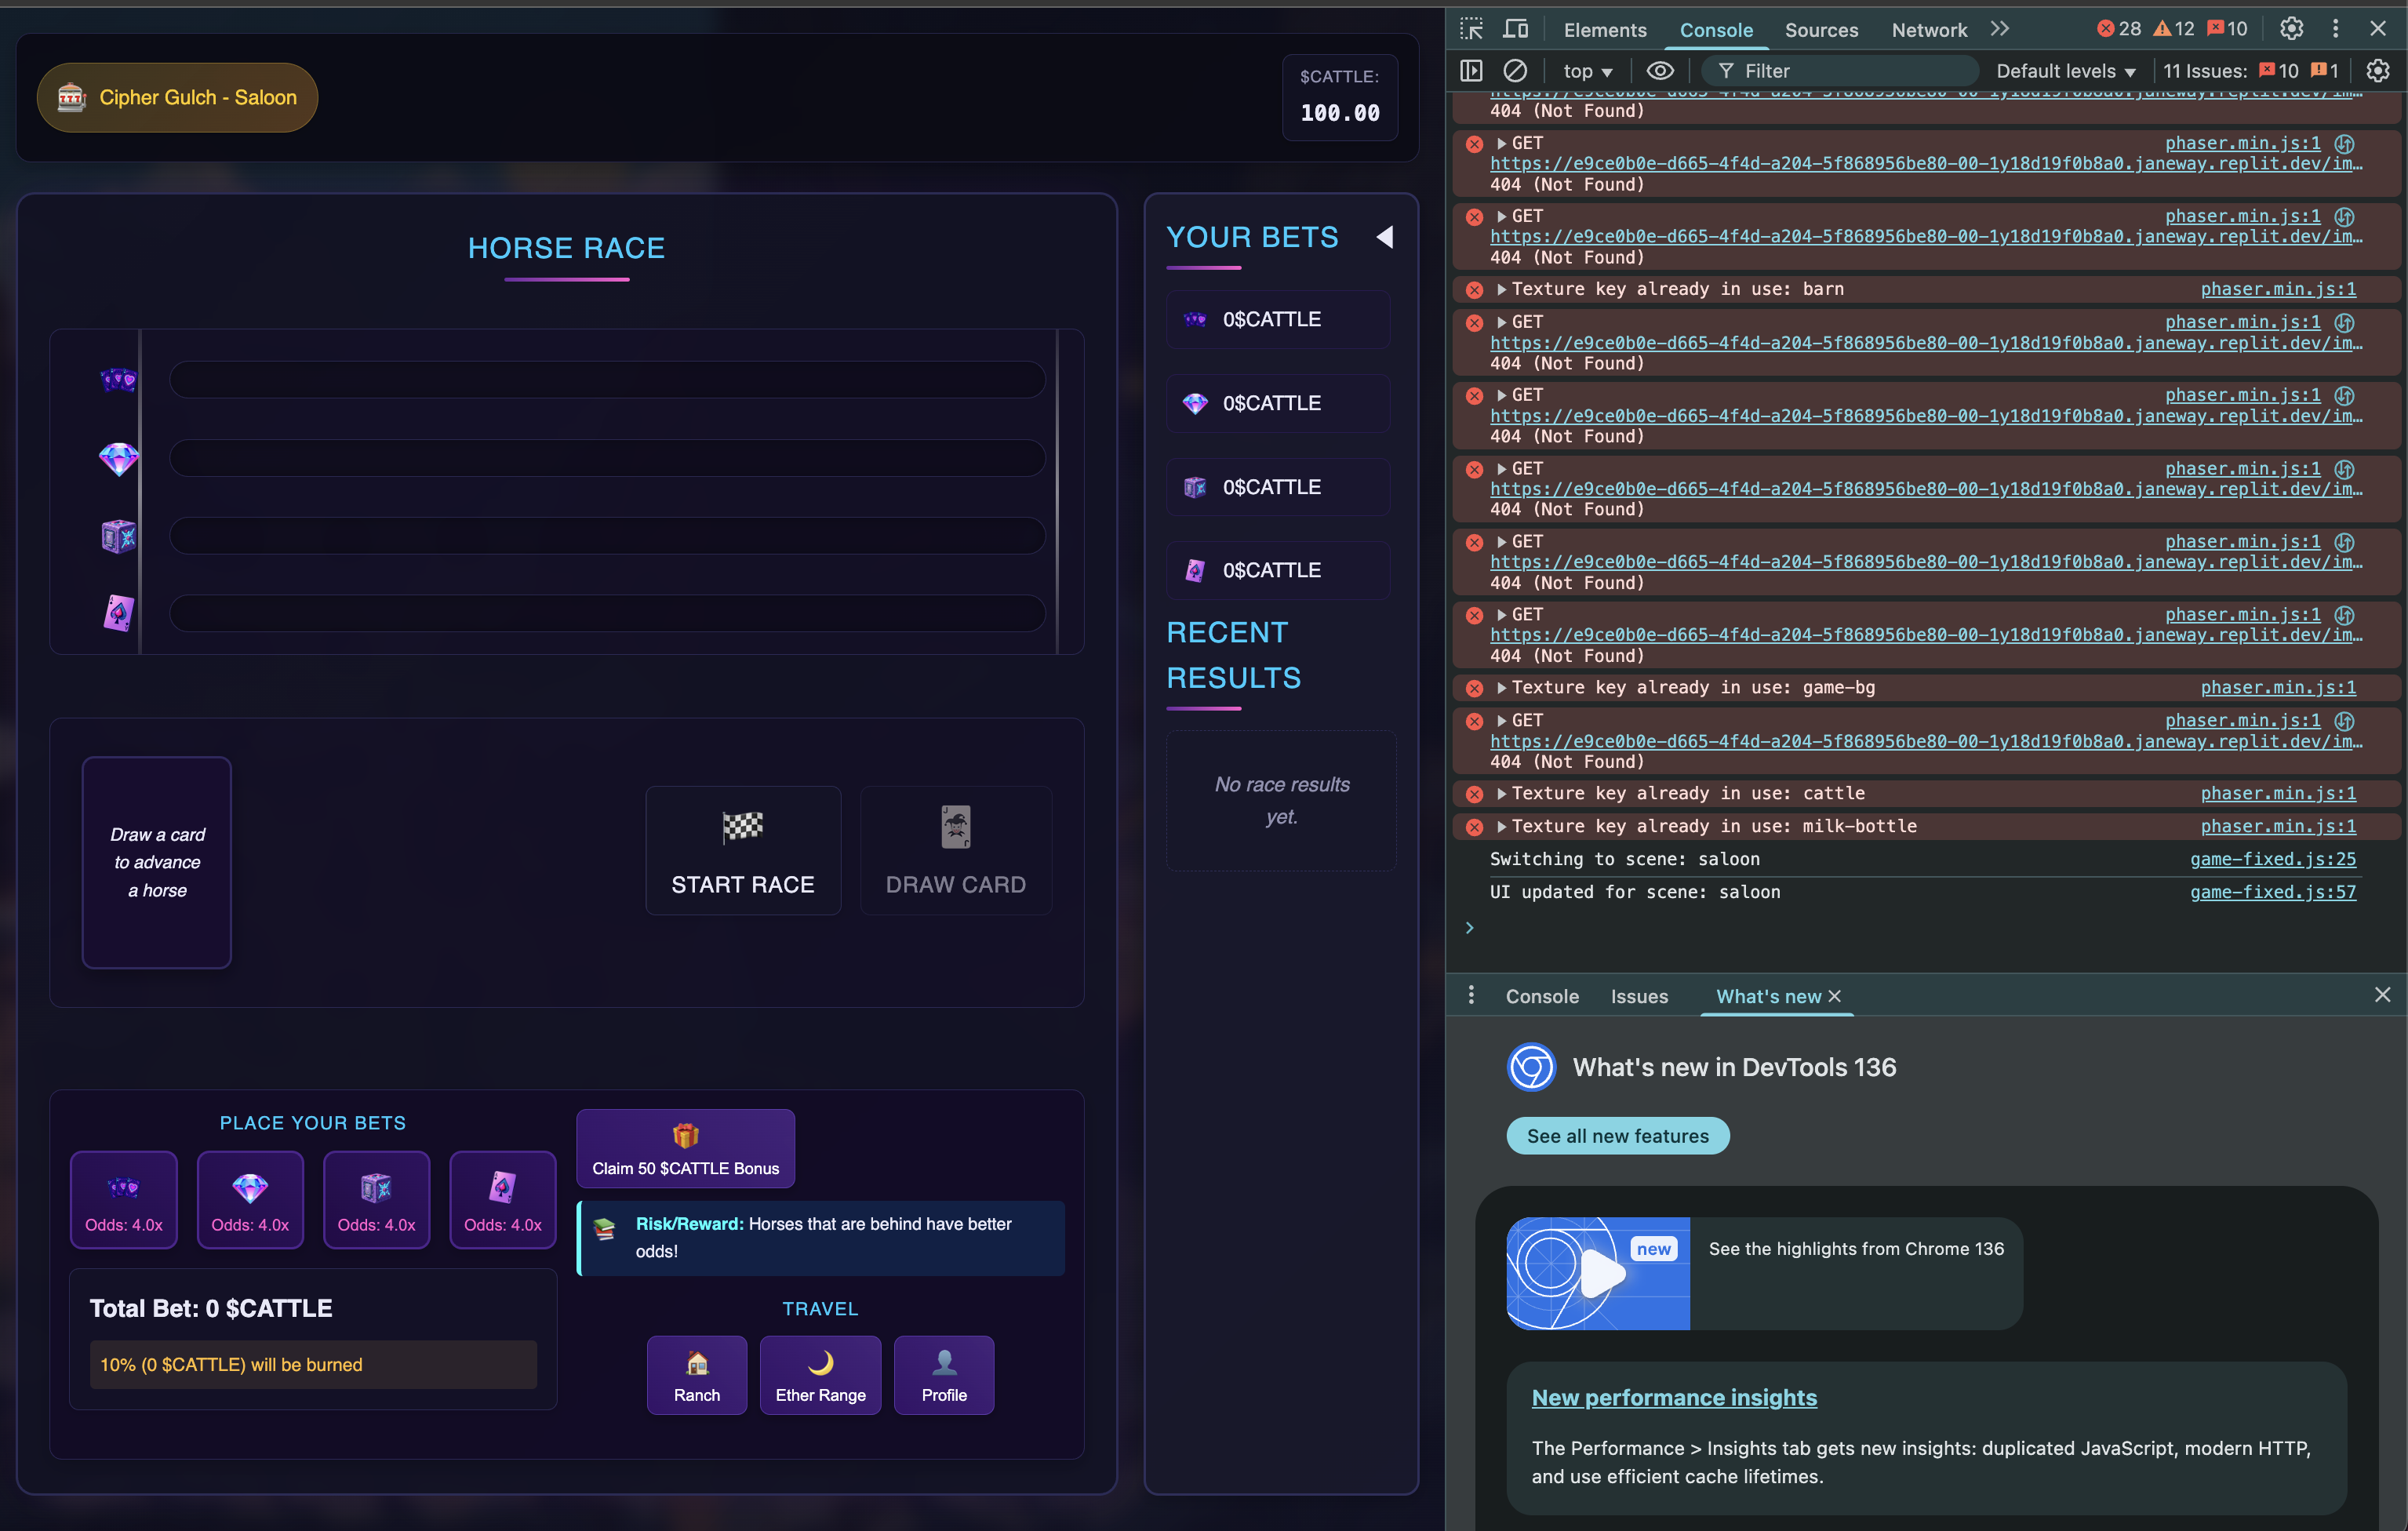 Cipher Gulch - Saloon
$CATTLE:
100.00
HORSE RACE
Draw a card
to advance
a horse
START RACE
DRAW CARD
PLACE YOUR BETS
Odds: 4.0x
Odds: 4.0x
Odds: 4.0x
Odds: 4.0x
Total Bet: 0 $CATTLE
10% (0 $CATTLE) will be burned
Claim 50 $CATTLE Bonus
Risk/Reward: Horses that are behind have better
odds!
TRAVEL
Ranch
Ether Range
Profile
YOUR BETS
0$CATTLE
0$CATTLE
0$CATTLE
0$CATTLE
RECENT
RESULTS
No race results
yet.
Elements Console Sources Network 28 12 10
top Filter Default levels 11 Issues: 10 1
https://e9ce0b0e-d665-4f4d-a204-5f868956be80-00-1y18d19f0b8a0.janeway.replit.dev/im…
404 (Not Found)
GET phaser.min.js:1
https://e9ce0b0e-d665-4f4d-a204-5f868956be80-00-1y18d19f0b8a0.janeway.replit.dev/im…
404 (Not Found)
GET phaser.min.js:1
https://e9ce0b0e-d665-4f4d-a204-5f868956be80-00-1y18d19f0b8a0.janeway.replit.dev/im…
404 (Not Found)
Texture key already in use: barn phaser.min.js:1
GET phaser.min.js:1
https://e9ce0b0e-d665-4f4d-a204-5f868956be80-00-1y18d19f0b8a0.janeway.replit.dev/im…
404 (Not Found)
GET phaser.min.js:1
https://e9ce0b0e-d665-4f4d-a204-5f868956be80-00-1y18d19f0b8a0.janeway.replit.dev/im…
404 (Not Found)
GET phaser.min.js:1
https://e9ce0b0e-d665-4f4d-a204-5f868956be80-00-1y18d19f0b8a0.janeway.replit.dev/im…
404 (Not Found)
GET phaser.min.js:1
https://e9ce0b0e-d665-4f4d-a204-5f868956be80-00-1y18d19f0b8a0.janeway.replit.dev/im…
404 (Not Found)
GET phaser.min.js:1
https://e9ce0b0e-d665-4f4d-a204-5f868956be80-00-1y18d19f0b8a0.janeway.replit.dev/im…
404 (Not Found)
Texture key already in use: game-bg phaser.min.js:1
GET phaser.min.js:1
https://e9ce0b0e-d665-4f4d-a204-5f868956be80-00-1y18d19f0b8a0.janeway.replit.dev/im…
404 (Not Found)
Texture key already in use: cattle phaser.min.js:1
Texture key already in use: milk-bottle phaser.min.js:1
Switching to scene: saloon game-fixed.js:25
UI updated for scene: saloon game-fixed.js:57
Console Issues What's new
What's new in DevTools 136
See all new features
new
See the highlights from Chrome 136
New performance insights
The Performance > Insights tab gets new insights: duplicated JavaScript, modern HTTP,
and use efficient cache lifetimes.